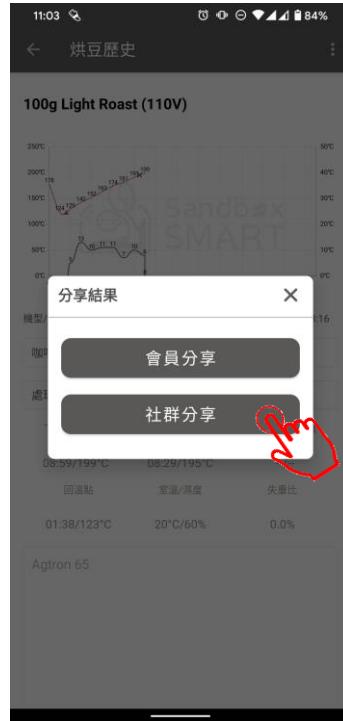 11:03 84%
烘豆歷史
100g Light Roast (110V)
250°C 50°C
200°C 40°C
150°C 30°C
100°C 20°C
50°C 10°C
0°C 0°C
Sandbox
SMART
分享結果
會員分享
社群分享
08:59/199°C 08:29/195°C
回溫點 室溫/濕度 失重比
01:38/123°C 20°C/60% 0.0%
Agtron 65